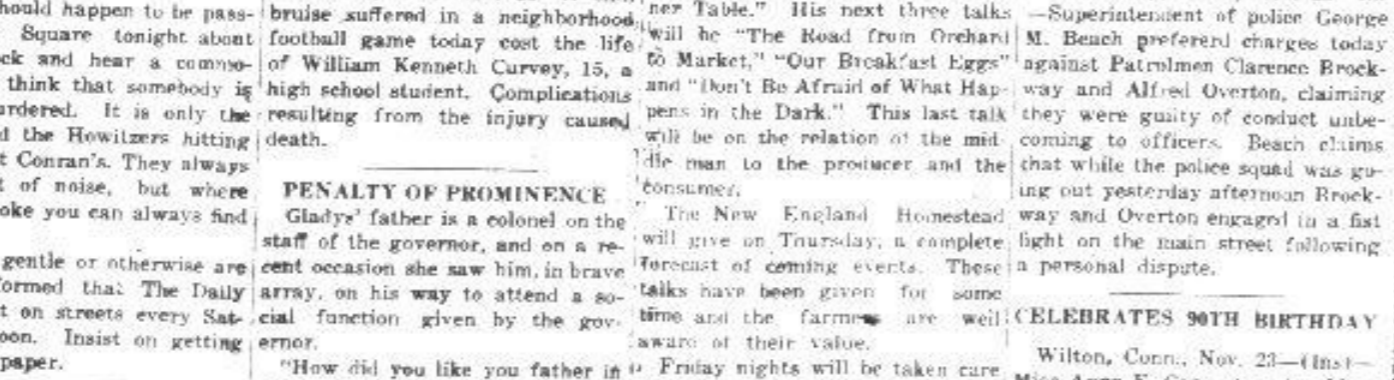 hould happen to be pass-
Square tonight about
ck and hear a commo-
think that somebody is
urdered. It is only the
d the Howitzers hitting
t Conran's. They always
t of noise, but where
oke you can always find
gentle or otherwise are
ormed that The Daily
t on streets every Sat-
oon. Insist on getting
paper.
bruise suffered in a neighborhood
football game today cost the life
of William Kenneth Curvey, 15, a
high school student. Complications
resulting from the injury caused
death.
PENALTY OF PROMINENCE
Gladys' father is a colonel on the
staff of the governor, and on a re-
cent occasion she saw him, in brave
array, on his way to attend a so-
cial function given by the gov-
ernor.
"How did you like you father in
ner Table." His next three talks
will be "The Road from Orchard
to Market," "Our Breakfast Eggs"
and "Don't Be Afraid of What Hap-
pens in the Dark." This last talk
will be on the relation of the mid-
dle man to the producer and the
consumer.
The New England Homestead
will give on Thursday, a complete
forecast of coming events. These
talks have been given for some
time and the farmers are well
aware of their value.
Friday nights will be taken care
—Superintendent of police George
M. Beach prefererd charges today
against Patrolmen Clarence Brock-
way and Alfred Overton, claiming
they were guilty of conduct unbe-
coming to officers. Beach claims
that while the police squad was go-
ing out yesterday afternoon Brock-
way and Overton engaged in a fist
fight on the main street following
a personal dispute.
CELEBRATES 90TH BIRTHDAY
Wilton, Conn., Nov. 23—(Ins)—